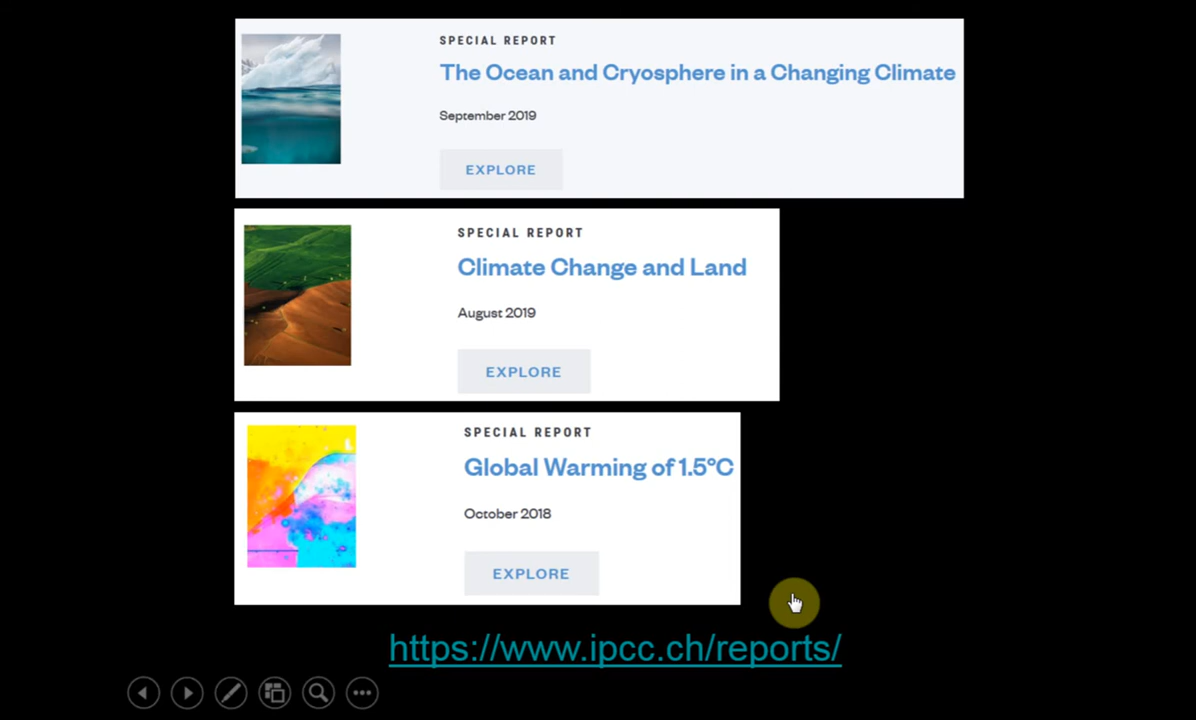 SPECIAL REPORT
The Ocean and Cryosphere in a Changing Climate
September 2019
EXPLORE
SPECIAL REPORT
Climate Change and Land
August 2019
EXPLORE
SPECIAL REPORT
Global Warming of 1.5°C
October 2018
EXPLORE
https://www.ipcc.ch/reports/